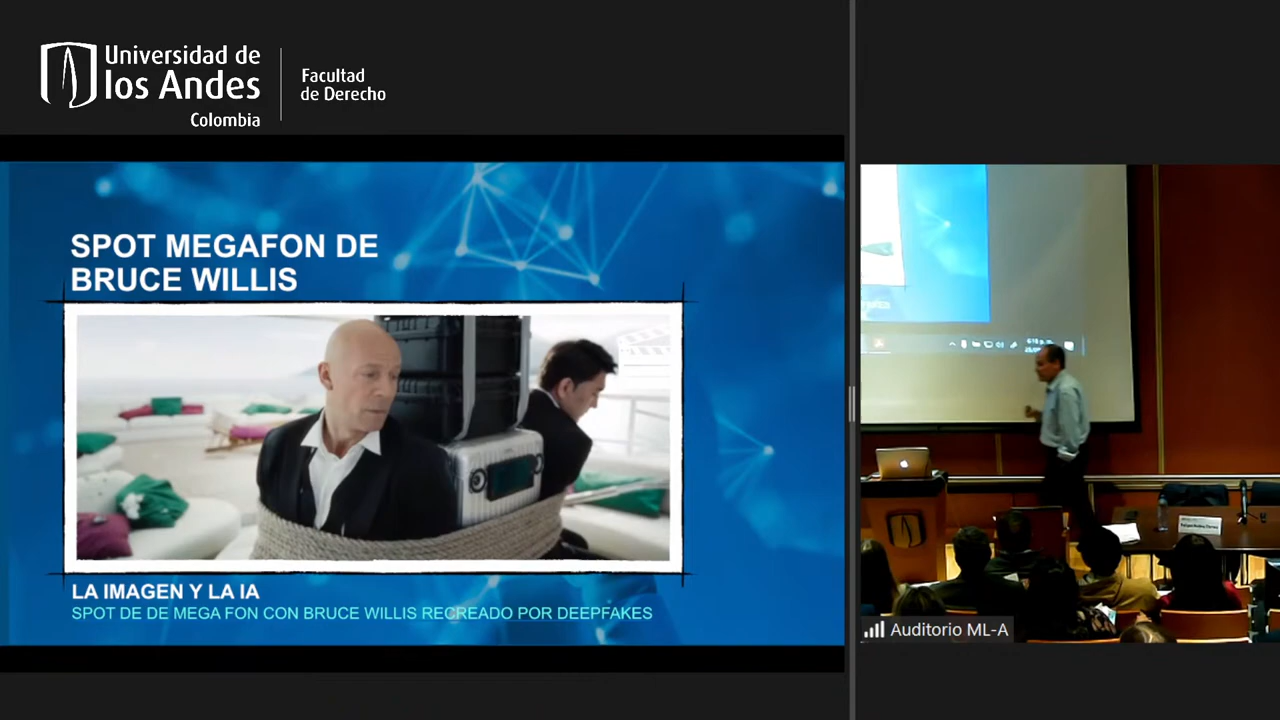 Universidad de
los Andes
Colombia
Facultad
de Derecho
SPOT MEGAFON DE
BRUCE WILLIS
LA IMAGEN Y LA IA
SPOT DE DE MEGA FON CON BRUCE WILLIS RECREADO POR DEEPFAKES
Auditorio ML-A